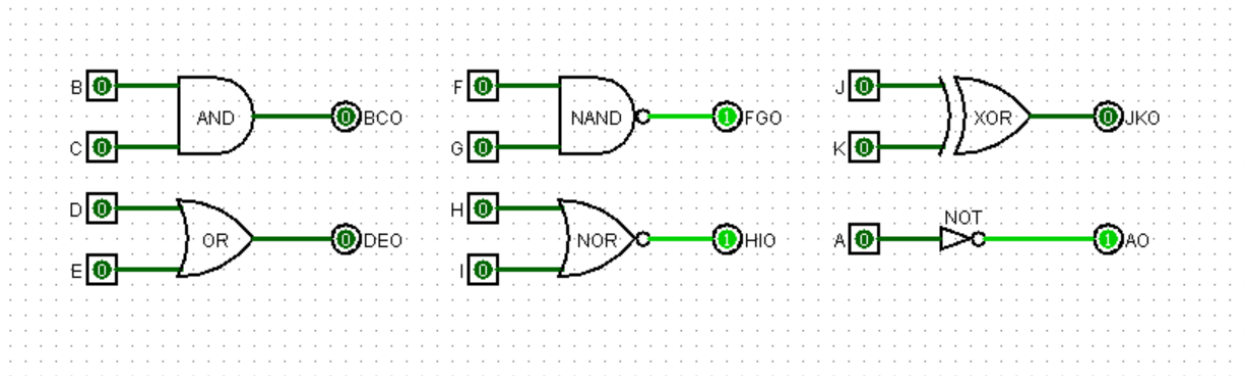 B 0 AND 0 BCO
C 0
F 0 NAND 1 FGO
G 0
J 0 XOR 0 JKO
K 0
D 0 OR 0 DEO
E 0
H 0 NOR 1 HIO
I 0
NOT
A 0 1 AO